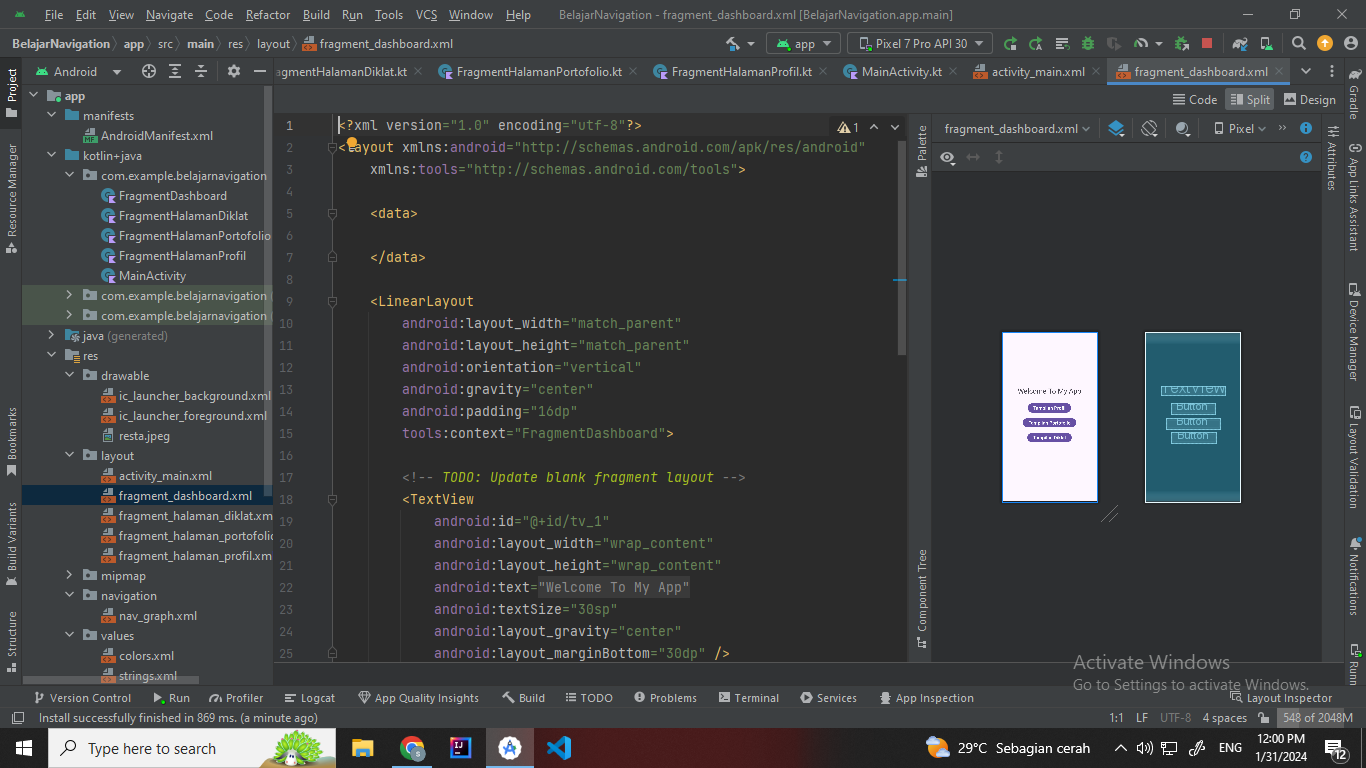 File Edit View Navigate Code Refactor Build Run Tools VCS Window Help BelajarNavigation - fragment_dashboard.xml [BelajarNavigation.app.main]
BelajarNavigation app src main res layout fragment_dashboard.xml app Pixel 7 Pro API 30
Android agmentHalamanDiklat.kt FragmentHalamanPortofolio.kt FragmentHalamanProfil.kt MainActivity.kt activity_main.xml fragment_dashboard.xml
Code Split Design
Project
Resource Manager
Bookmarks
Build Variants
Structure
app
manifests
AndroidManifest.xml
kotlin+java
com.example.belajarnavigation
FragmentDashboard
FragmentHalamanDiklat
FragmentHalamanPortofolio
FragmentHalamanProfil
MainActivity
com.example.belajarnavigation
com.example.belajarnavigation
java (generated)
res
drawable
ic_launcher_background.xml
ic_launcher_foreground.xml
resta.jpeg
layout
activity_main.xml
fragment_dashboard.xml
fragment_halaman_diklat.xm
fragment_halaman_portofolio
fragment_halaman_profil.xm
mipmap
navigation
nav_graph.xml
values
colors.xml
strings.xml
1 <?xml version="1.0" encoding="utf-8"?>
2 <layout xmlns:android="http://schemas.android.com/apk/res/android"
3 xmlns:tools="http://schemas.android.com/tools">
4
5 <data>
6
7 </data>
8
9 <LinearLayout
10 android:layout_width="match_parent"
11 android:layout_height="match_parent"
12 android:orientation="vertical"
13 android:gravity="center"
14 android:padding="16dp"
15 tools:context="FragmentDashboard">
16
17 <!-- TODO: Update blank fragment layout -->
18 <TextView
19 android:id="@+id/tv_1"
20 android:layout_width="wrap_content"
21 android:layout_height="wrap_content"
22 android:text="Welcome To My App"
23 android:textSize="30sp"
24 android:layout_gravity="center"
25 android:layout_marginBottom="30dp" />
1
Palette
Component Tree
fragment_dashboard.xml Pixel
Welcome To My App
Tampilan Profil
Tampilan Portofolio
Tampilan Diklat
TextView
Button
Button
Button
Attributes
Gradle
App Links Assistant
Device Manager
Layout Validation
Notifications
Runn
Activate Windows
Go to Settings to activate Windows.
Version Control Run Profiler Logcat App Quality Insights Build TODO Problems Terminal Services App Inspection Layout Inspector
Install successfully finished in 869 ms. (a minute ago) 1:1 LF UTF-8 4 spaces 548 of 2048M
Type here to search 29°C Sebagian cerah ENG 12:00 PM
1/31/2024
12